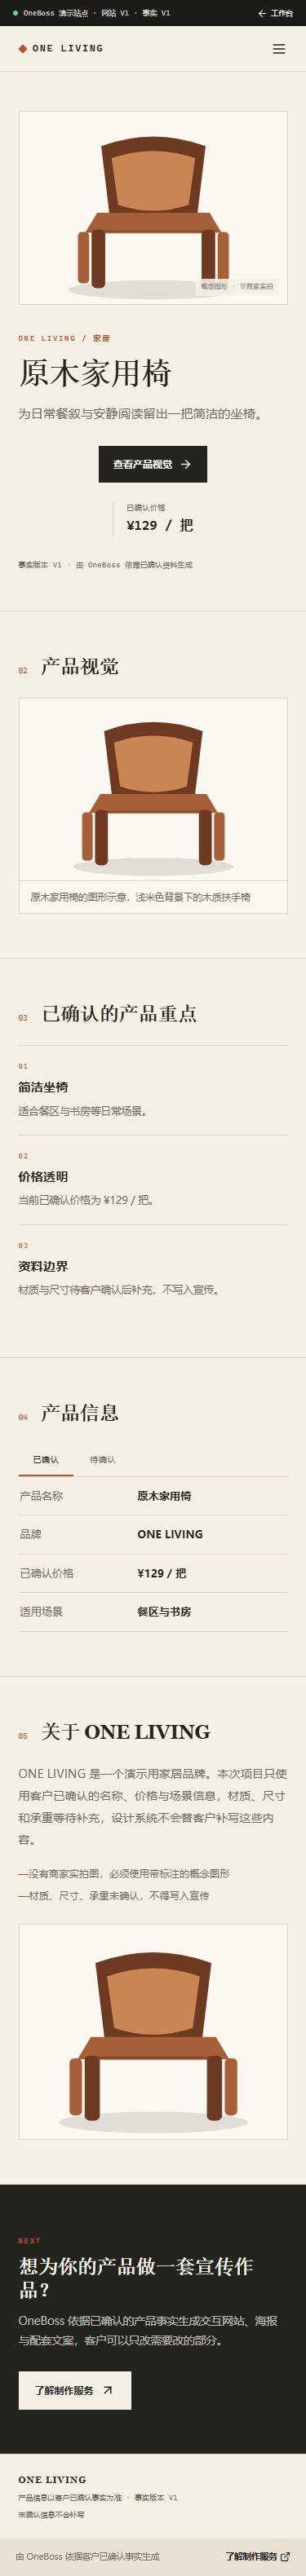 OneBoss 演示站点 · 网站 V1 · 事实 V1
← 工作台
ONE LIVING
概念图形 · 非商家实拍
ONE LIVING / 家居
原木家用椅
为日常餐叙与安静阅读留出一把简洁的坐椅。
查看产品视觉 →
已确认价格
¥129 / 把
事实版本 V1 · 由 OneBoss 依据已确认资料生成
02 产品视觉
原木家用椅的图形示意，浅米色背景下的木质扶手椅
03 已确认的产品重点
01
简洁坐椅
适合餐区与书房等日常场景。
02
价格透明
当前已确认价格为 ¥129 / 把。
03
资料边界
材质与尺寸待客户确认后补充，不写入宣传。
04 产品信息
已确认 待确认
产品名称 原木家用椅
品牌 ONE LIVING
已确认价格 ¥129 / 把
适用场景 餐区与书房
05 关于 ONE LIVING
ONE LIVING 是一个演示用家居品牌。本次项目只使
用客户已确认的名称、价格与场景信息，材质、尺寸
和承重等待补充，设计系统不会替客户补写这些内
容。
—没有商家实拍图，必须使用带标注的概念图形
—材质、尺寸、承重未确认，不得写入宣传
NEXT
想为你的产品做一套宣传作
品？
OneBoss 依据已确认的产品事实生成交互网站、海报
与配套文案，客户可以只改需要改的部分。
了解制作服务 ↗
ONE LIVING
产品信息以客户已确认事实为准 · 事实版本 V1
未确认信息不会补写
由 OneBoss 依据客户已确认事实生成
了解制作服务